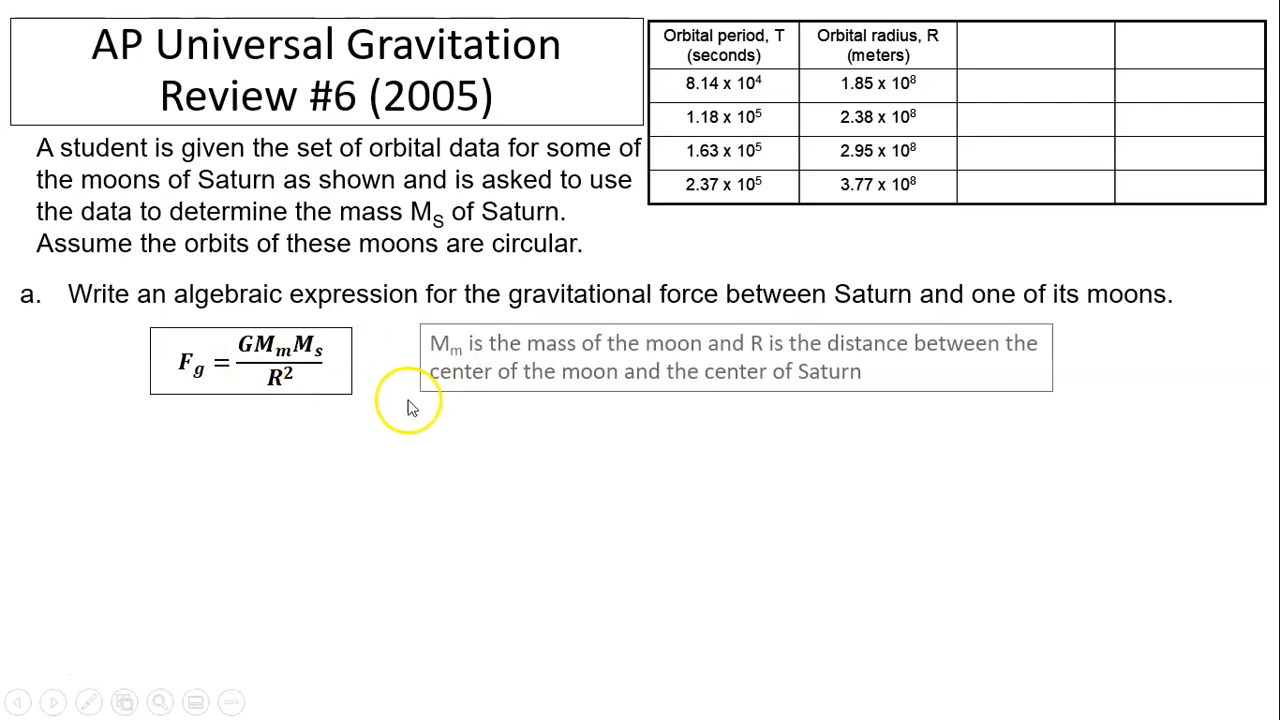 AP Universal Gravitation
Review #6 (2005)
Orbital period, T
(seconds)
Orbital radius, R
(meters)
8.14 x 10⁴
1.85 x 10⁸
1.18 x 10⁵
2.38 x 10⁸
1.63 x 10⁵
2.95 x 10⁸
2.37 x 10⁵
3.77 x 10⁸
A student is given the set of orbital data for some of
the moons of Saturn as shown and is asked to use
the data to determine the mass M_S of Saturn.
Assume the orbits of these moons are circular.
a. Write an algebraic expression for the gravitational force between Saturn and one of its moons.
F_g = GM_mM_s / R²
M_m is the mass of the moon and R is the distance between the
center of the moon and the center of Saturn